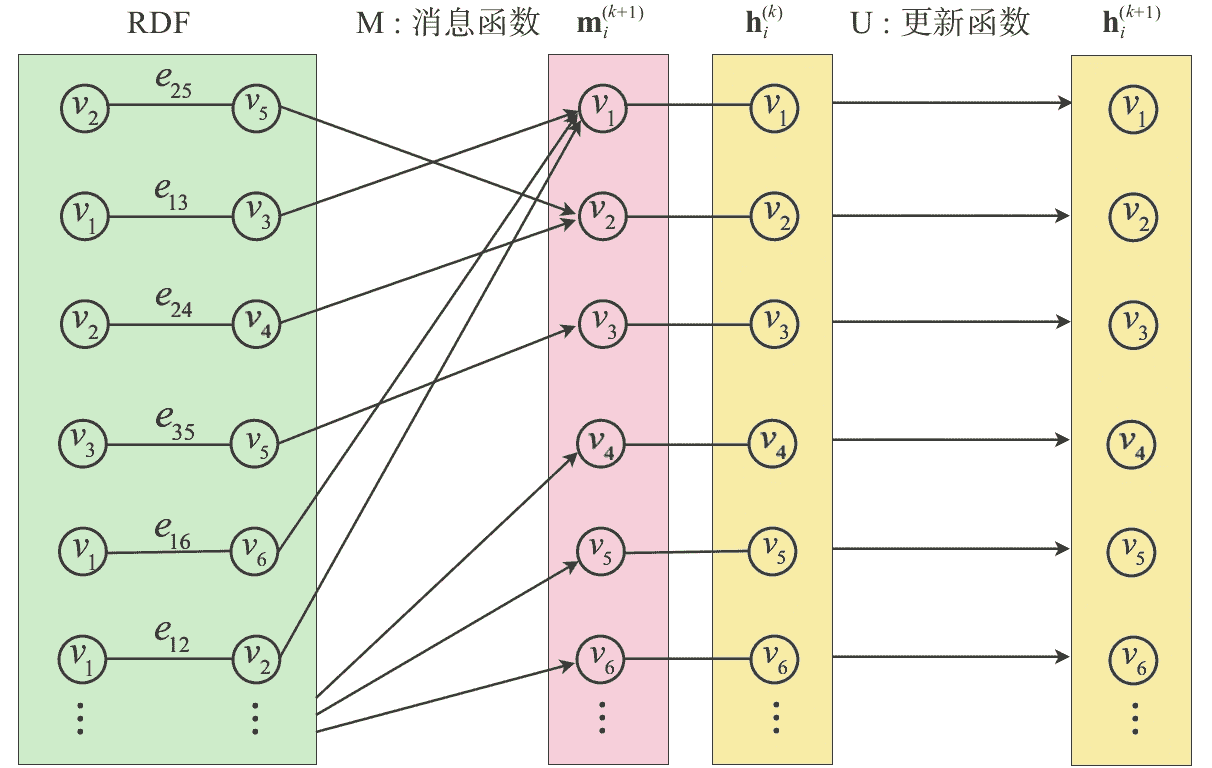 RDF M : 消息函数 m_i^(k+1) h_i^(k) U : 更新函数 h_i^(k+1)
v2 e25 v5 v1 v1 v1
v1 e13 v3 v2 v2 v2
v2 e24 v4 v3 v3 v3
v3 e35 v5 v4 v4 v4
v1 e16 v6 v5 v5 v5
v1 e12 v2 v6 v6 v6
⋮ ⋮ ⋮ ⋮ ⋮